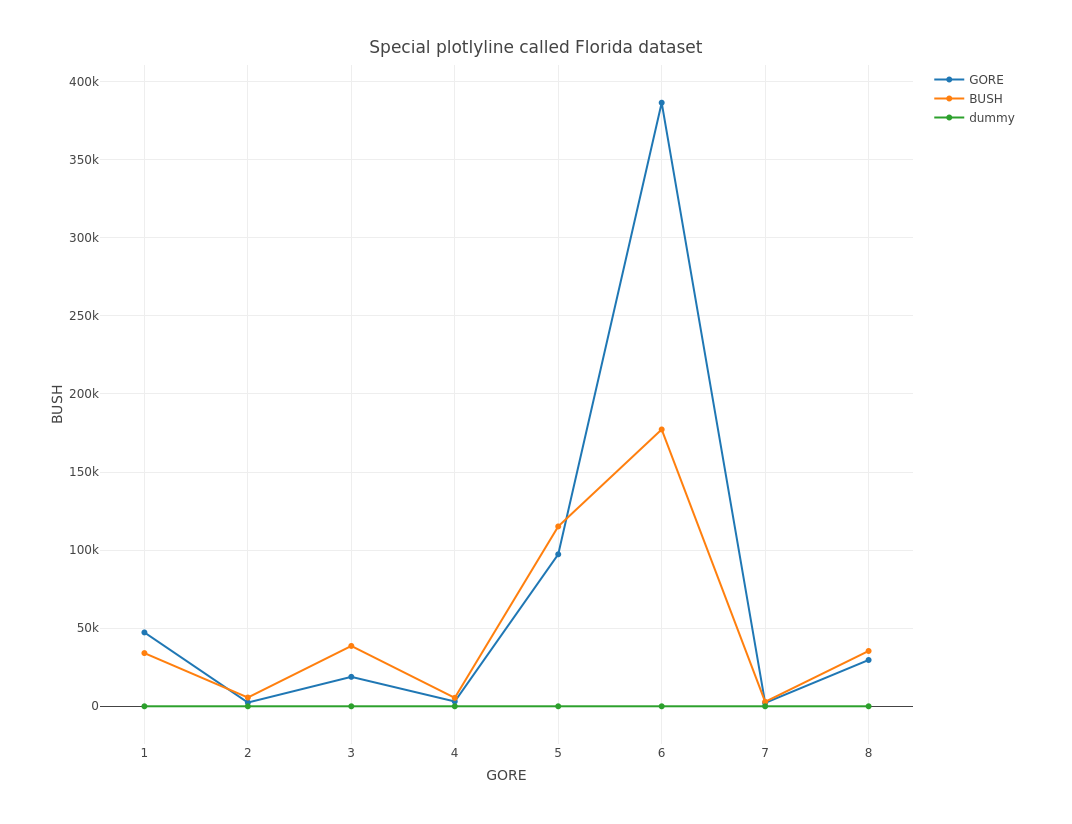 Special plotlyline called Florida dataset
GORE
BUSH
dummy
400k
350k
300k
250k
200k
150k
100k
50k
0
BUSH
1 2 3 4 5 6 7 8
GORE